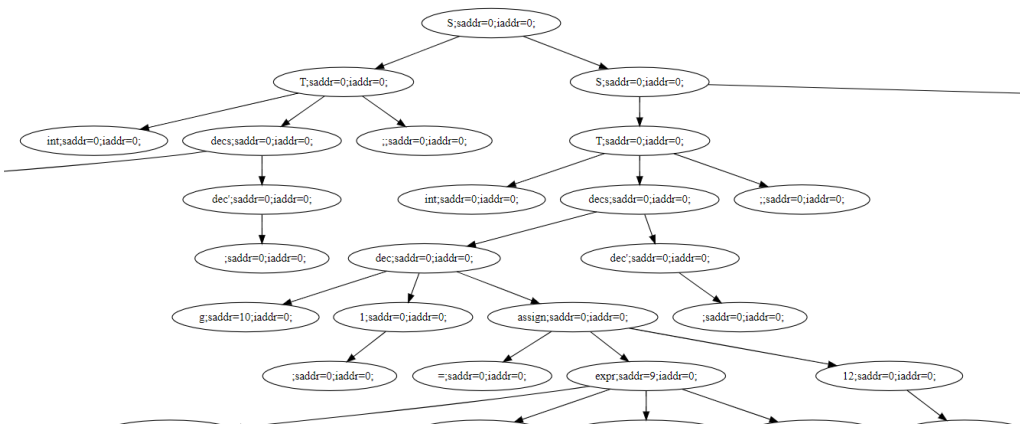 S;saddr=0;iaddr=0;
T;saddr=0;iaddr=0;
S;saddr=0;iaddr=0;
int;saddr=0;iaddr=0;
decs;saddr=0;iaddr=0;
;;saddr=0;iaddr=0;
T;saddr=0;iaddr=0;
dec';saddr=0;iaddr=0;
int;saddr=0;iaddr=0;
decs;saddr=0;iaddr=0;
;;saddr=0;iaddr=0;
;saddr=0;iaddr=0;
dec;saddr=0;iaddr=0;
dec';saddr=0;iaddr=0;
g;saddr=10;iaddr=0;
1;saddr=0;iaddr=0;
assign;saddr=0;iaddr=0;
;saddr=0;iaddr=0;
;saddr=0;iaddr=0;
=;saddr=0;iaddr=0;
expr;saddr=9;iaddr=0;
12;saddr=0;iaddr=0;